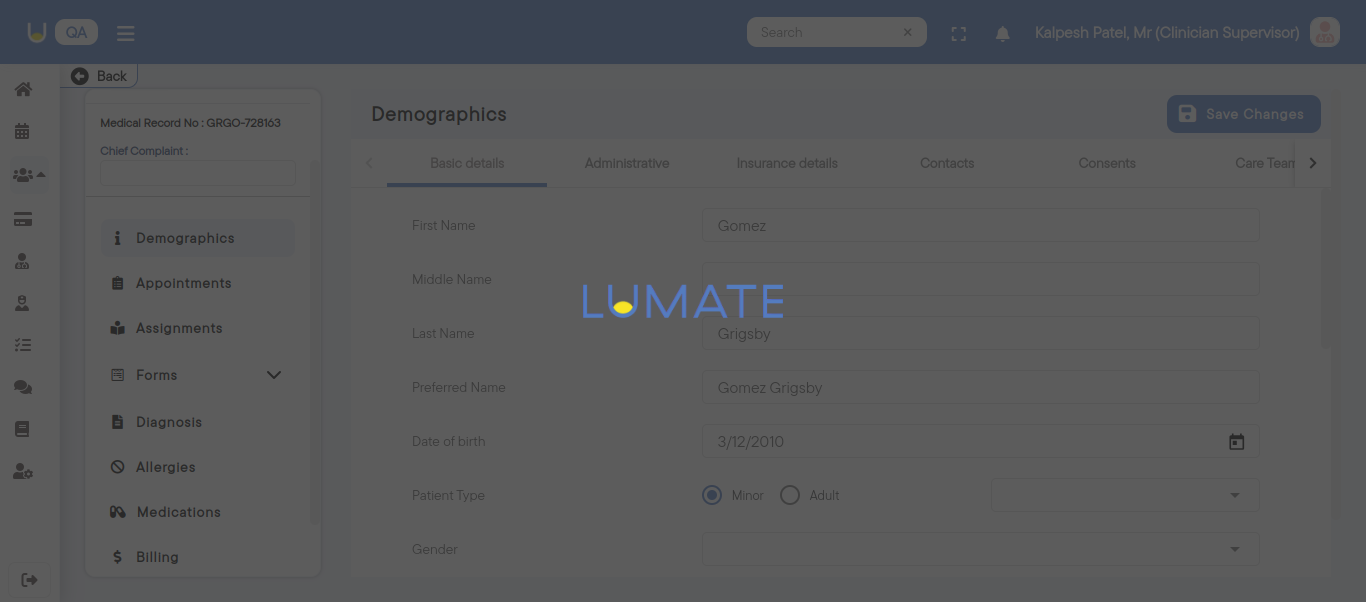 QA
Search
Kalpesh Patel, Mr (Clinician Supervisor)
Back
Medical Record No : GRGO-728163
Chief Complaint :
Demographics
Appointments
Assignments
Forms
Diagnosis
Allergies
Medications
Billing
Demographics
Save Changes
Basic details
Administrative
Insurance details
Contacts
Consents
Care Team
First Name
Gomez
Middle Name
LUMATE
Last Name
Grigsby
Preferred Name
Gomez Grigsby
Date of birth
3/12/2010
Patient Type
Minor
Adult
Gender